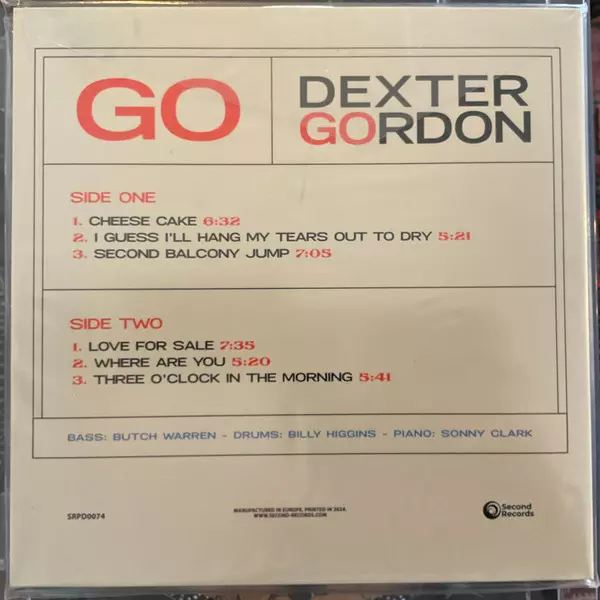 GO
DEXTER
GORDON
SIDE ONE
1. CHEESE CAKE 6:32
2. I GUESS I'LL HANG MY TEARS OUT TO DRY 5:21
3. SECOND BALCONY JUMP 7:05
SIDE TWO
1. LOVE FOR SALE 7:35
2. WHERE ARE YOU 5:20
3. THREE O'CLOCK IN THE MORNING 5:41
BASS: BUTCH WARREN - DRUMS: BILLY HIGGINS - PIANO: SONNY CLARK
SRPD0074
MANUFACTURED IN EUROPE, PRINTED IN 2024.
WWW.SECOND-RECORDS.COM
Second
Records